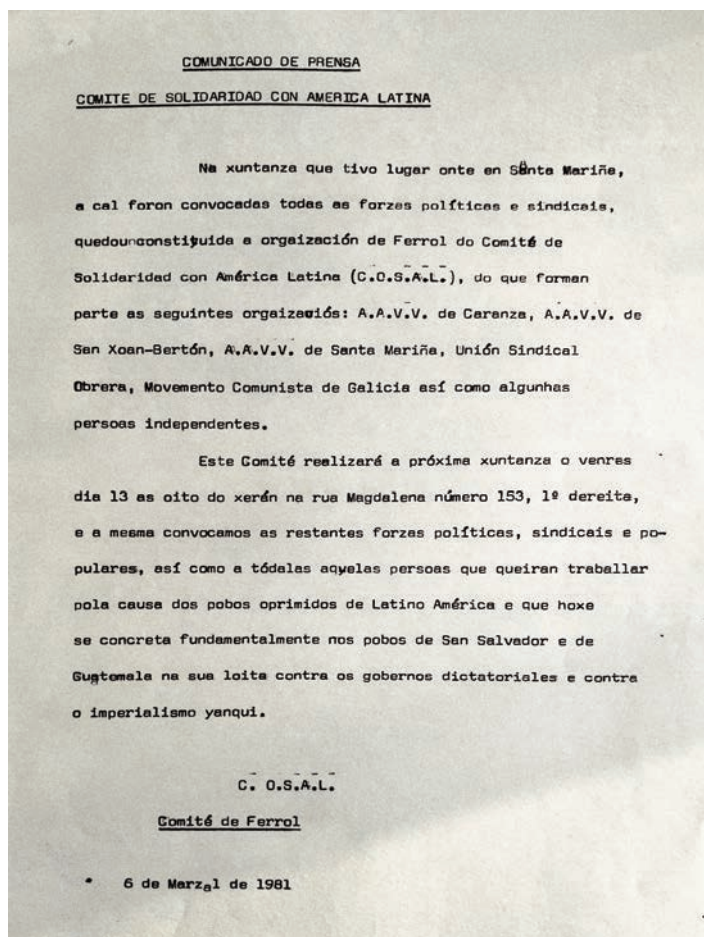 COMUNICADO DE PRENSA
COMITE DE SOLIDARIDAD CON AMERICA LATINA
Na xuntanza que tivo lugar onte en Santa Mariña,
a cal foron convocadas todas as forzas políticas e sindicais,
quedou constituida a orgaización de Ferrol do Comité de
Solidaridad con América Latina (C.O.S.A.L.), do que forman
parte as seguintes orgaizaciós: A.A.V.V. de Caranza, A.A.V.V. de
San Xoan-Bertón, A.A.V.V. de Santa Mariña, Unión Sindical
Obrera, Movemento Comunista de Galicia así como algunhas
persoas independentes.
Este Comité realizará a próxima xuntanza o venres
dia 13 as oito do xerán na rua Magdalena número 153, 1º dereita,
e a mesma convocamos as restantes forzas políticas, sindicais e po-
pulares, así como a tódalas aqyelas persoas que queiran traballar
pola causa dos pobos oprimidos de Latino América e que hoxe
se concreta fundamentalmente nos pobos de San Salvador e de
Guatemala na sua loita contra os gobernos dictatoriales e contra
o imperialismo yanqui.
C. O.S.A.L.
Comité de Ferrol
6 de Marzal de 1981